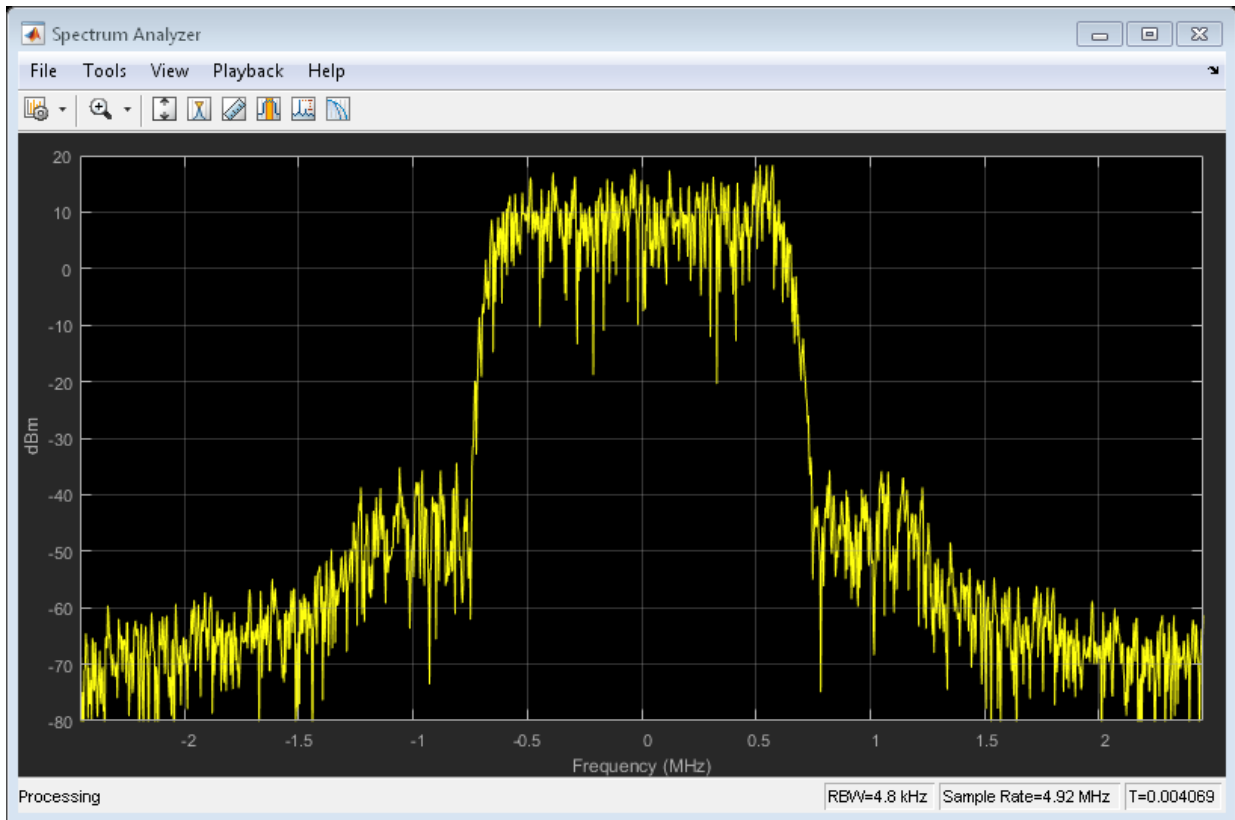 Spectrum Analyzer
File Tools View Playback Help
20
10
0
-10
-20
-30
-40
-50
-60
-70
-80
dBm
-2 -1.5 -1 -0.5 0 0.5 1 1.5 2
Frequency (MHz)
Processing RBW=4.8 kHz Sample Rate=4.92 MHz T=0.004069